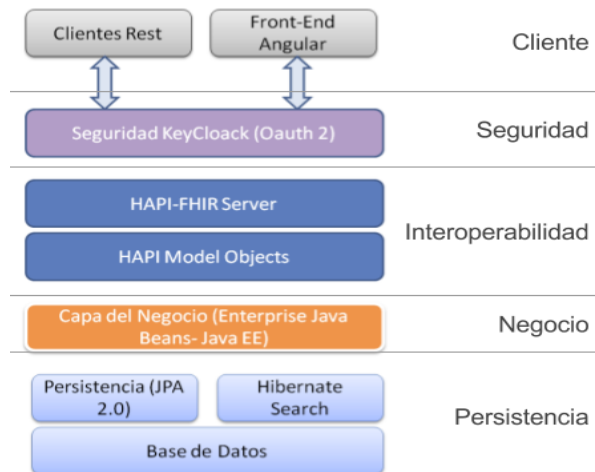 Clientes Rest
Front-End
Angular
Cliente
Seguridad KeyCloack (Oauth 2)
Seguridad
HAPI-FHIR Server
HAPI Model Objects
Interoperabilidad
Capa del Negocio (Enterprise Java
Beans- Java EE)
Negocio
Persistencia (JPA
2.0)
Hibernate
Search
Base de Datos
Persistencia